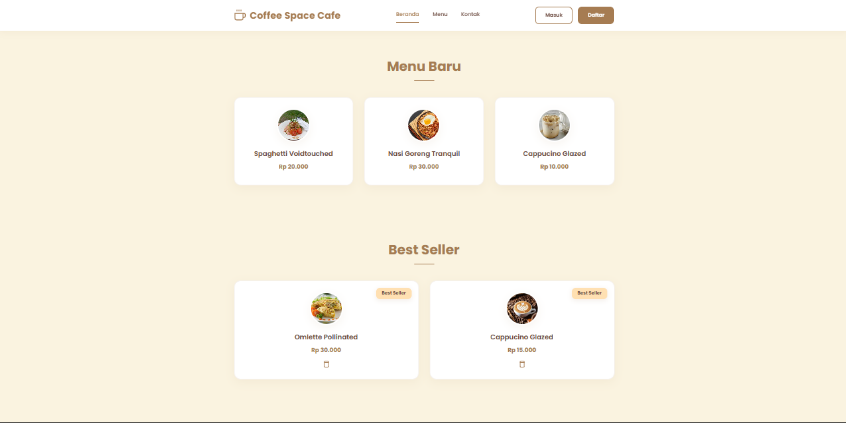 Coffee Space Cafe
Beranda
Menu
Kontak
Masuk
Daftar
Menu Baru
Spaghetti Voidtouched
Rp 20.000
Nasi Goreng Tranquil
Rp 30.000
Cappucino Glazed
Rp 10.000
Best Seller
Best Seller
Omlette Pollinated
Rp 30.000
Best Seller
Cappucino Glazed
Rp 15.000